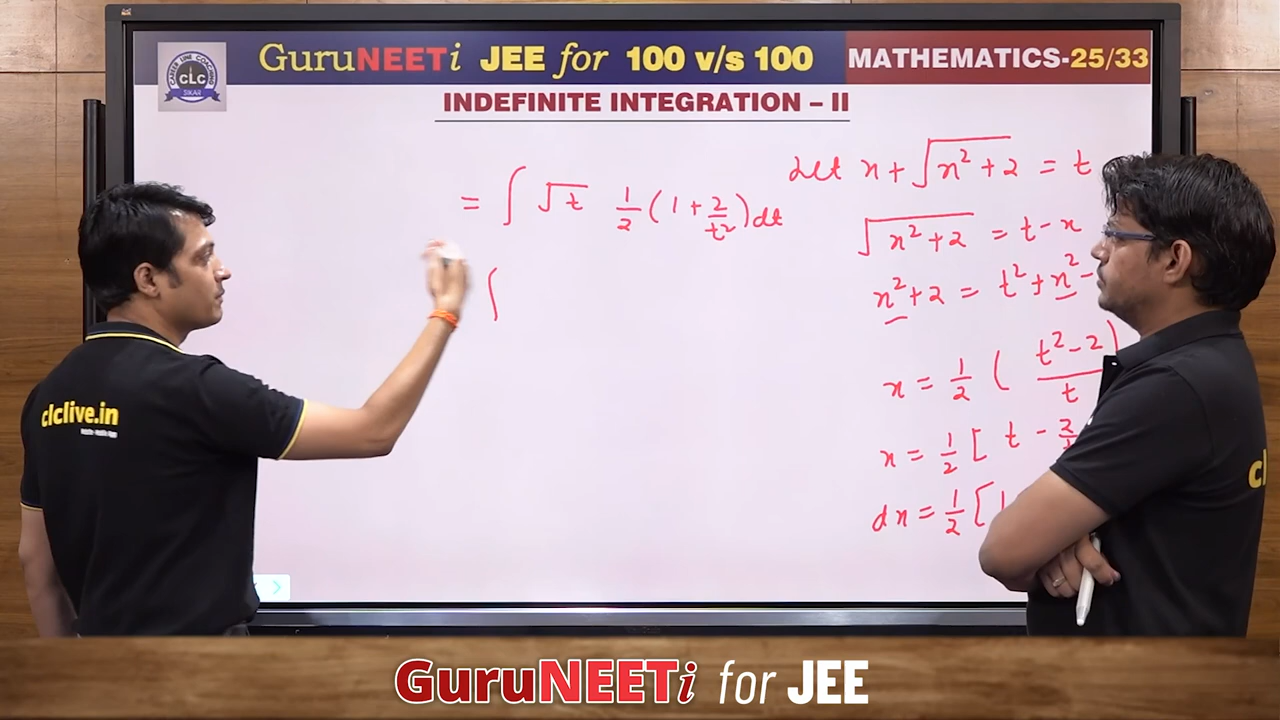 GuruNEETi JEE for 100 v/s 100
MATHEMATICS-25/33
CAREER LINE COACHING
CLC
SIKAR
INDEFINITE INTEGRATION – II
= ∫ √t 1/2 (1 + 2/t²) dt
∫
Let x + √(x²+2) = t
√(x²+2) = t - x
x² + 2 = t² + x² -
x = 1/2 ( (t²-2)/t )
x = 1/2 [ t - 2/
dx = 1/2 [ 1
clclive.in
cl
GuruNEETi for JEE